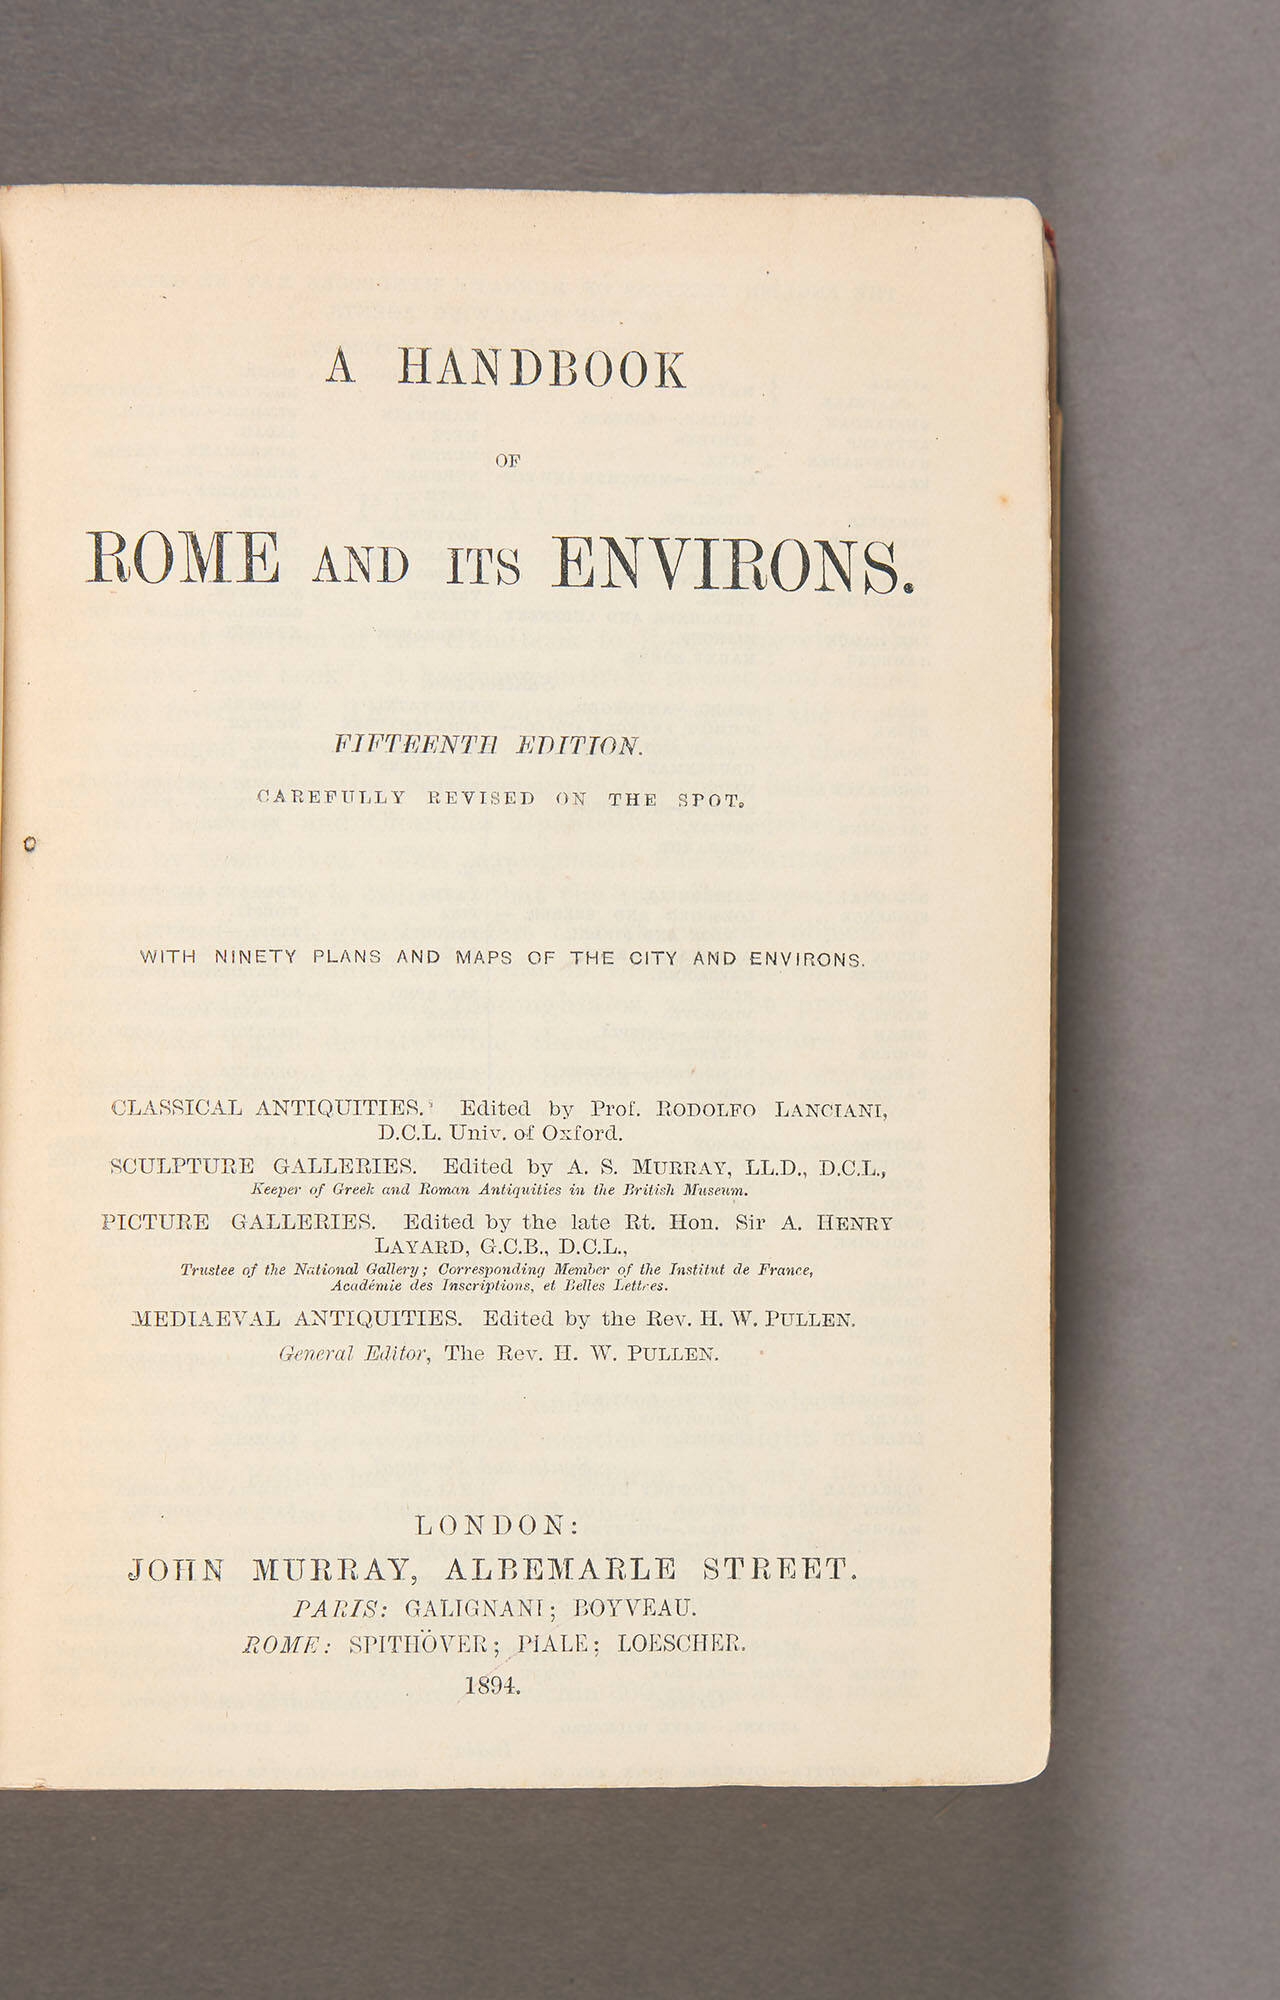 A HANDBOOK
OF
ROME AND ITS ENVIRONS.
FIFTEENTH EDITION.
CAREFULLY REVISED ON THE SPOT.
WITH NINETY PLANS AND MAPS OF THE CITY AND ENVIRONS.
CLASSICAL ANTIQUITIES. Edited by Prof. RODOLFO LANCIANI,
D.C.L. Univ. of Oxford.
SCULPTURE GALLERIES. Edited by A. S. MURRAY, LL.D., D.C.L.,
Keeper of Greek and Roman Antiquities in the British Museum.
PICTURE GALLERIES. Edited by the late Rt. Hon. Sir A. HENRY
LAYARD, G.C.B., D.C.L.,
Trustee of the National Gallery; Corresponding Member of the Institut de France,
Académie des Inscriptions, et Belles Lettres.
MEDIAEVAL ANTIQUITIES. Edited by the Rev. H. W. PULLEN.
General Editor, The Rev. H. W. PULLEN.
LONDON:
JOHN MURRAY, ALBEMARLE STREET.
PARIS: GALIGNANI; BOYVEAU.
ROME: SPITHÖVER; PIALE; LOESCHER.
1894.